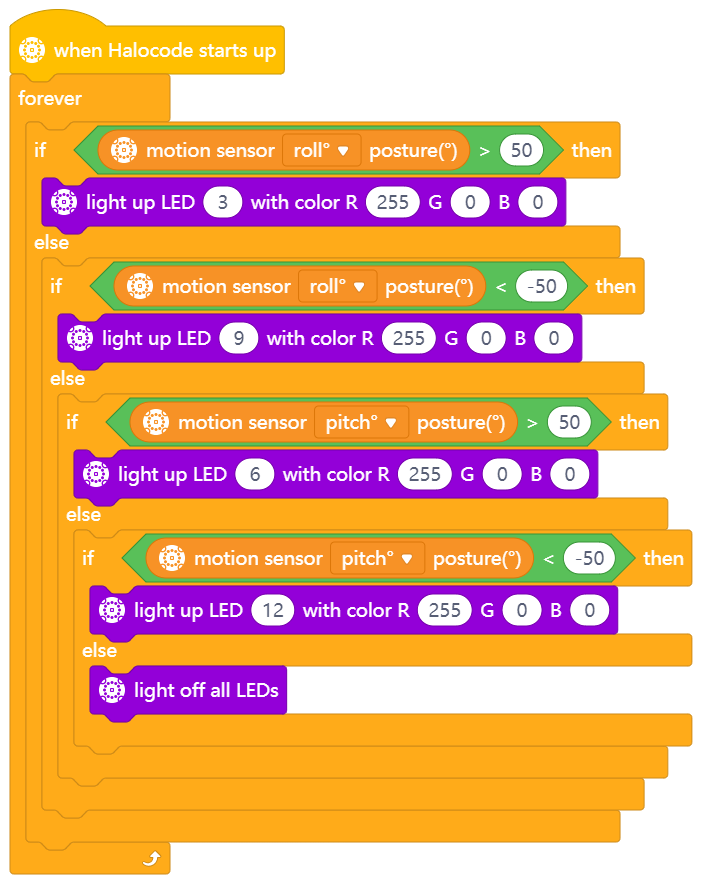 when Halocode starts up
forever
if motion sensor roll° posture(°) > 50 then
light up LED 3 with color R 255 G 0 B 0
else
if motion sensor roll° posture(°) < -50 then
light up LED 9 with color R 255 G 0 B 0
else
if motion sensor pitch° posture(°) > 50 then
light up LED 6 with color R 255 G 0 B 0
else
if motion sensor pitch° posture(°) < -50 then
light up LED 12 with color R 255 G 0 B 0
else
light off all LEDs